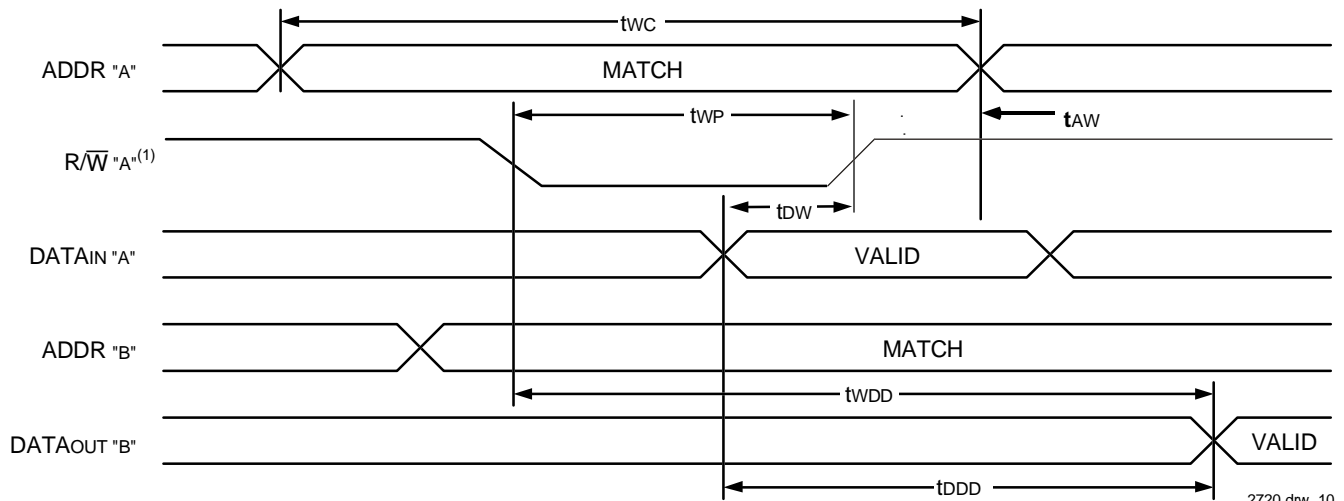 tWC
ADDR "A"
MATCH
tWP
tAW
R/W̅ "A"(1)
tDW
DATAIN "A"
VALID
ADDR "B"
MATCH
tWDD
DATAOUT "B"
VALID
tDDD
2720 drw 10